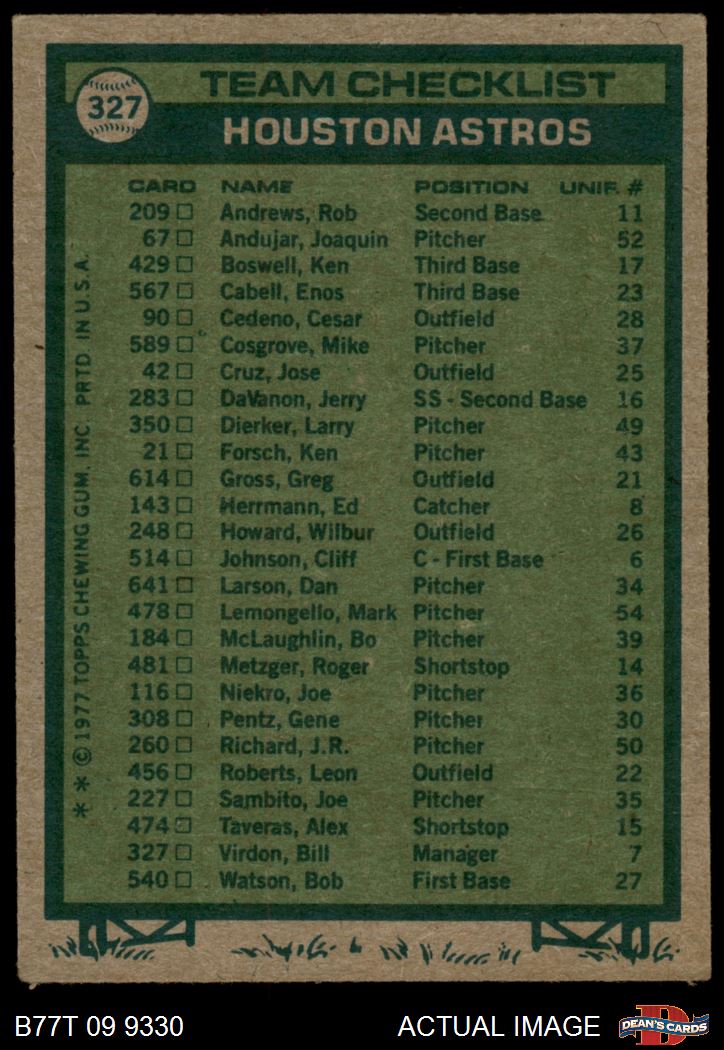 327
TEAM CHECKLIST
HOUSTON ASTROS
CARD NAME POSITION UNIF. #
209 □ Andrews, Rob Second Base 11
67 □ Andujar, Joaquin Pitcher 52
429 □ Boswell, Ken Third Base 17
567 □ Cabell, Enos Third Base 23
90 □ Cedeno, Cesar Outfield 28
589 □ Cosgrove, Mike Pitcher 37
42 □ Cruz, Jose Outfield 25
283 □ DaVanon, Jerry SS - Second Base 16
350 □ Dierker, Larry Pitcher 49
21 □ Forsch, Ken Pitcher 43
614 □ Gross, Greg Outfield 21
143 □ Herrmann, Ed Catcher 8
248 □ Howard, Wilbur Outfield 26
514 □ Johnson, Cliff C - First Base 6
641 □ Larson, Dan Pitcher 34
478 □ Lemongello, Mark Pitcher 54
184 □ McLaughlin, Bo Pitcher 39
481 □ Metzger, Roger Shortstop 14
116 □ Niekro, Joe Pitcher 36
308 □ Pentz, Gene Pitcher 30
260 □ Richard, J.R. Pitcher 50
456 □ Roberts, Leon Outfield 22
227 □ Sambito, Joe Pitcher 35
474 □ Taveras, Alex Shortstop 15
327 □ Virdon, Bill Manager 7
540 □ Watson, Bob First Base 27
* * © 1977 TOPPS CHEWING GUM, INC. PRTD. IN U.S.A.
B77T 09 9330 ACTUAL IMAGE
D
DEAN'S CARDS